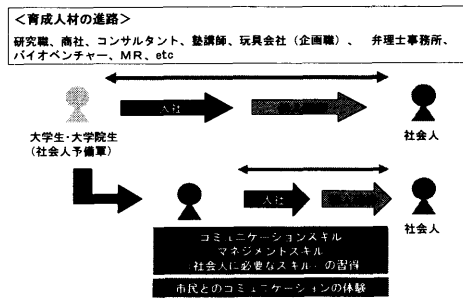 ＜育成人材の進路＞
研究職、商社、コンサルタント、塾講師、玩具会社（企画職）、　弁理士事務所、
バイオベンチャー、ＭＲ、etc
入社
社会人
大学生・大学院生
（社会人予備軍）
入社
社会人
コミュニケーションスキル
マネジメントスキル
（社会人に必要なスキル）の習得
市民とのコミュニケーションの体験